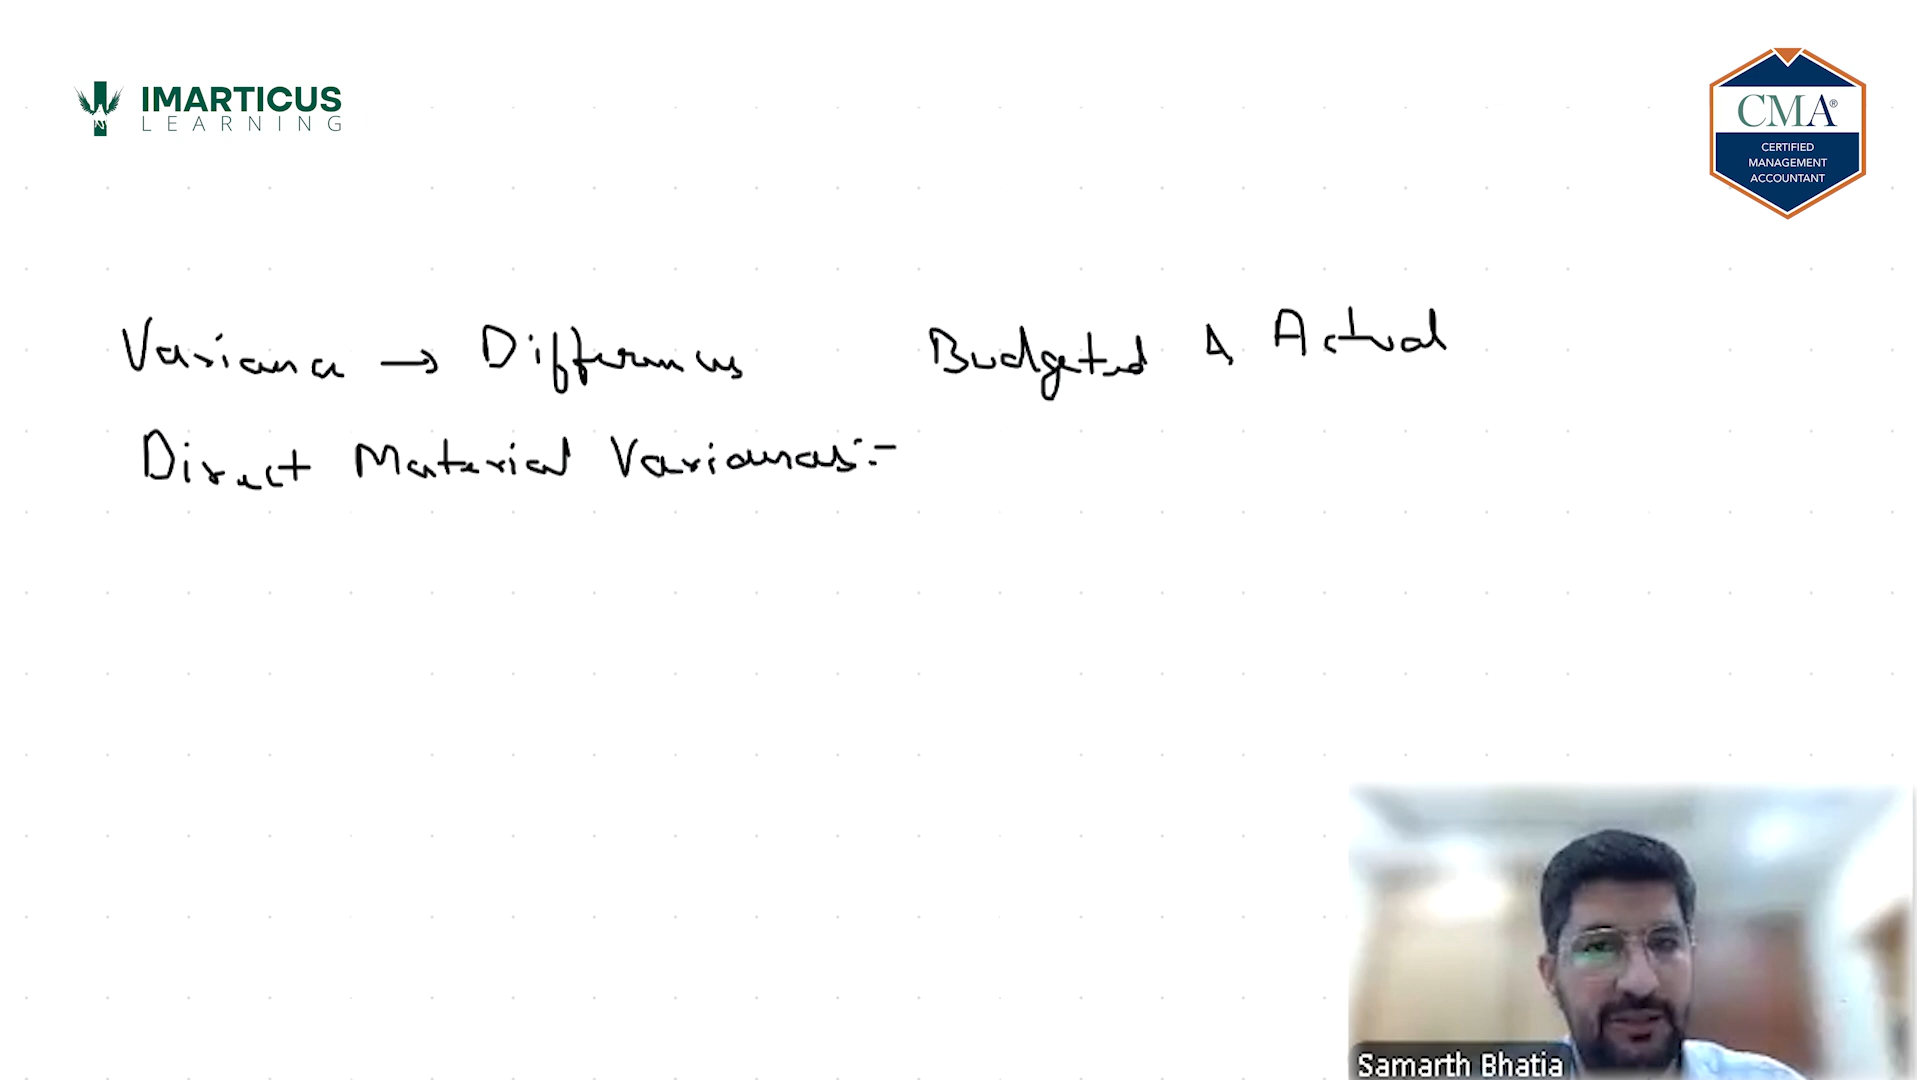 IMARTICUS
LEARNING
CMA®
CERTIFIED
MANAGEMENT
ACCOUNTANT
Variance → Differences Budgeted & Actual
Direct Material Variances:-
Samarth Bhatia